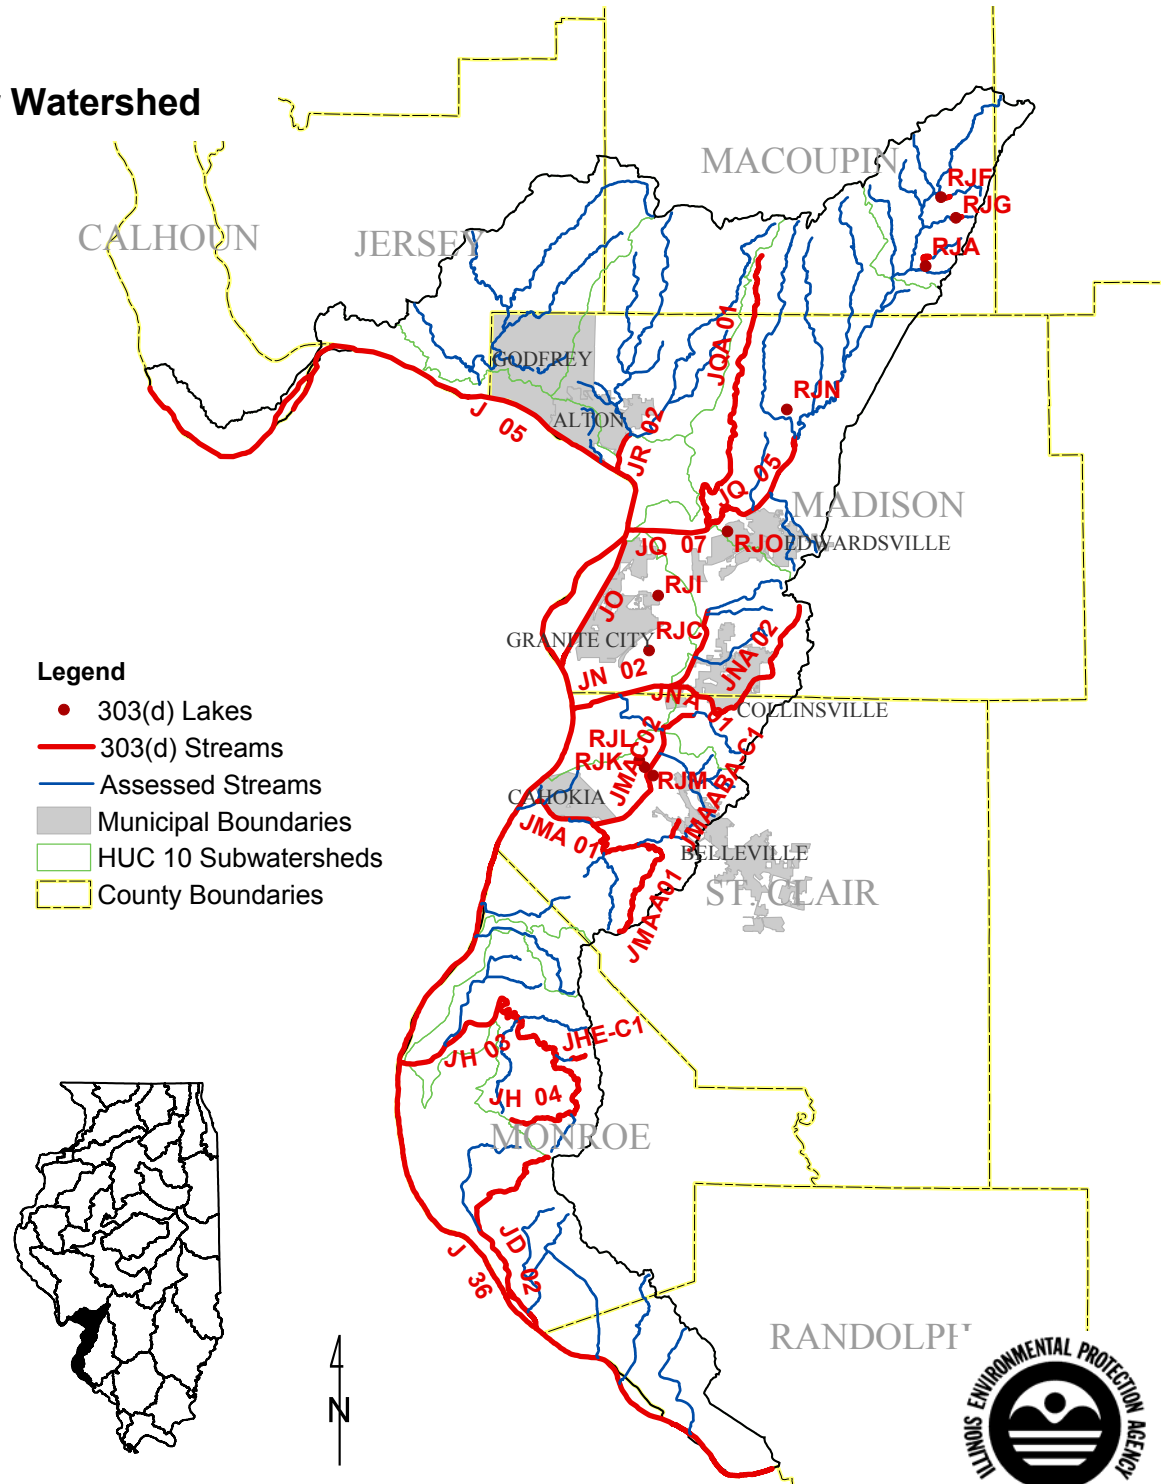 Watershed
MACOUPIN
RJF
RJG
CALHOUN
JERSEY
RJA
JQA 01
GODFREY
RJN
J 05
ALTON
JR 02
JQ 05
MADISON
JQ 07
RJO
EDWARDSVILLE
RJI
JO
GRANITE CITY
RJC
JNA 02
JN 02
JNA 01
COLLINSVILLE
Legend
303(d) Lakes
303(d) Streams
Assessed Streams
Municipal Boundaries
HUC 10 Subwatersheds
County Boundaries
RJL
RJK
JMAC02
RJM
JMAABA-C1
CAHOKIA
JMA 01
BELLEVILLE
ST. CLAIR
JMAA01
JH 03
JHE-C1
JH 04
MONROE
JD 02
J 36
RANDOLPH
N
ILLINOIS ENVIRONMENTAL PROTECTION AGENCY